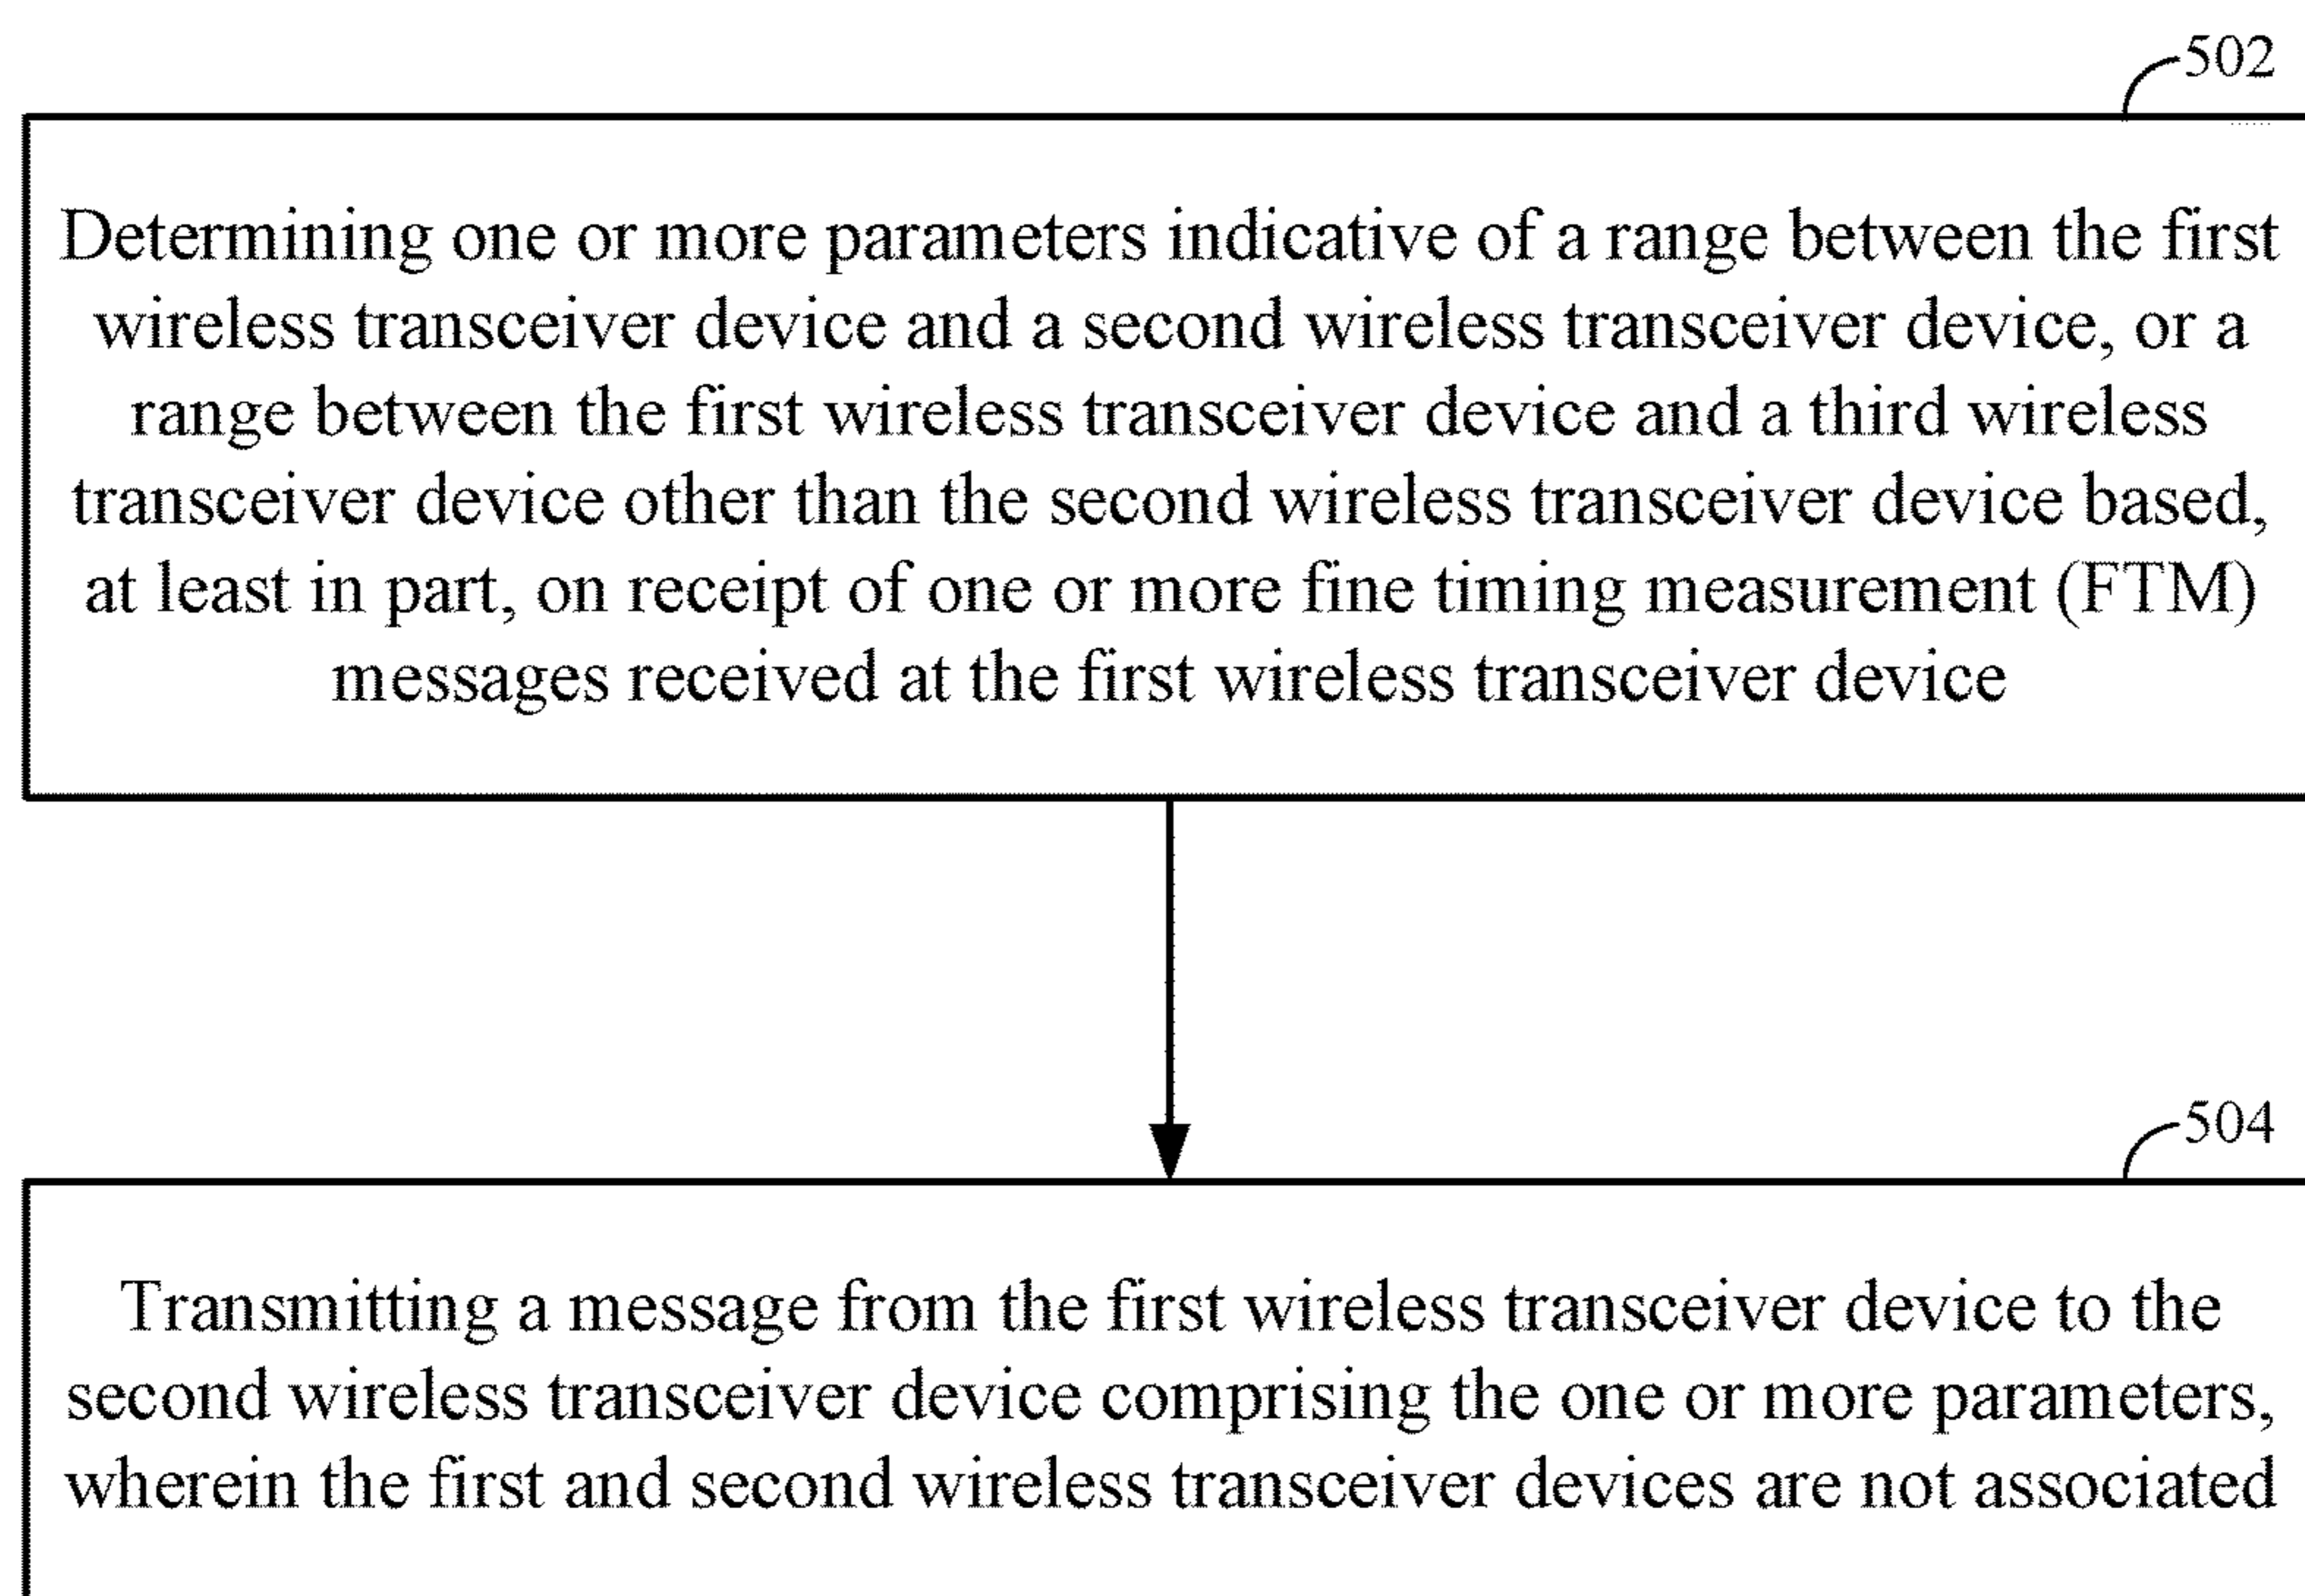 502
Determining one or more parameters indicative of a range between the first
wireless transceiver device and a second wireless transceiver device, or a
range between the first wireless transceiver device and a third wireless
transceiver device other than the second wireless transceiver device based,
at least in part, on receipt of one or more fine timing measurement (FTM)
messages received at the first wireless transceiver device
504
Transmitting a message from the first wireless transceiver device to the
second wireless transceiver device comprising the one or more parameters,
wherein the first and second wireless transceiver devices are not associated